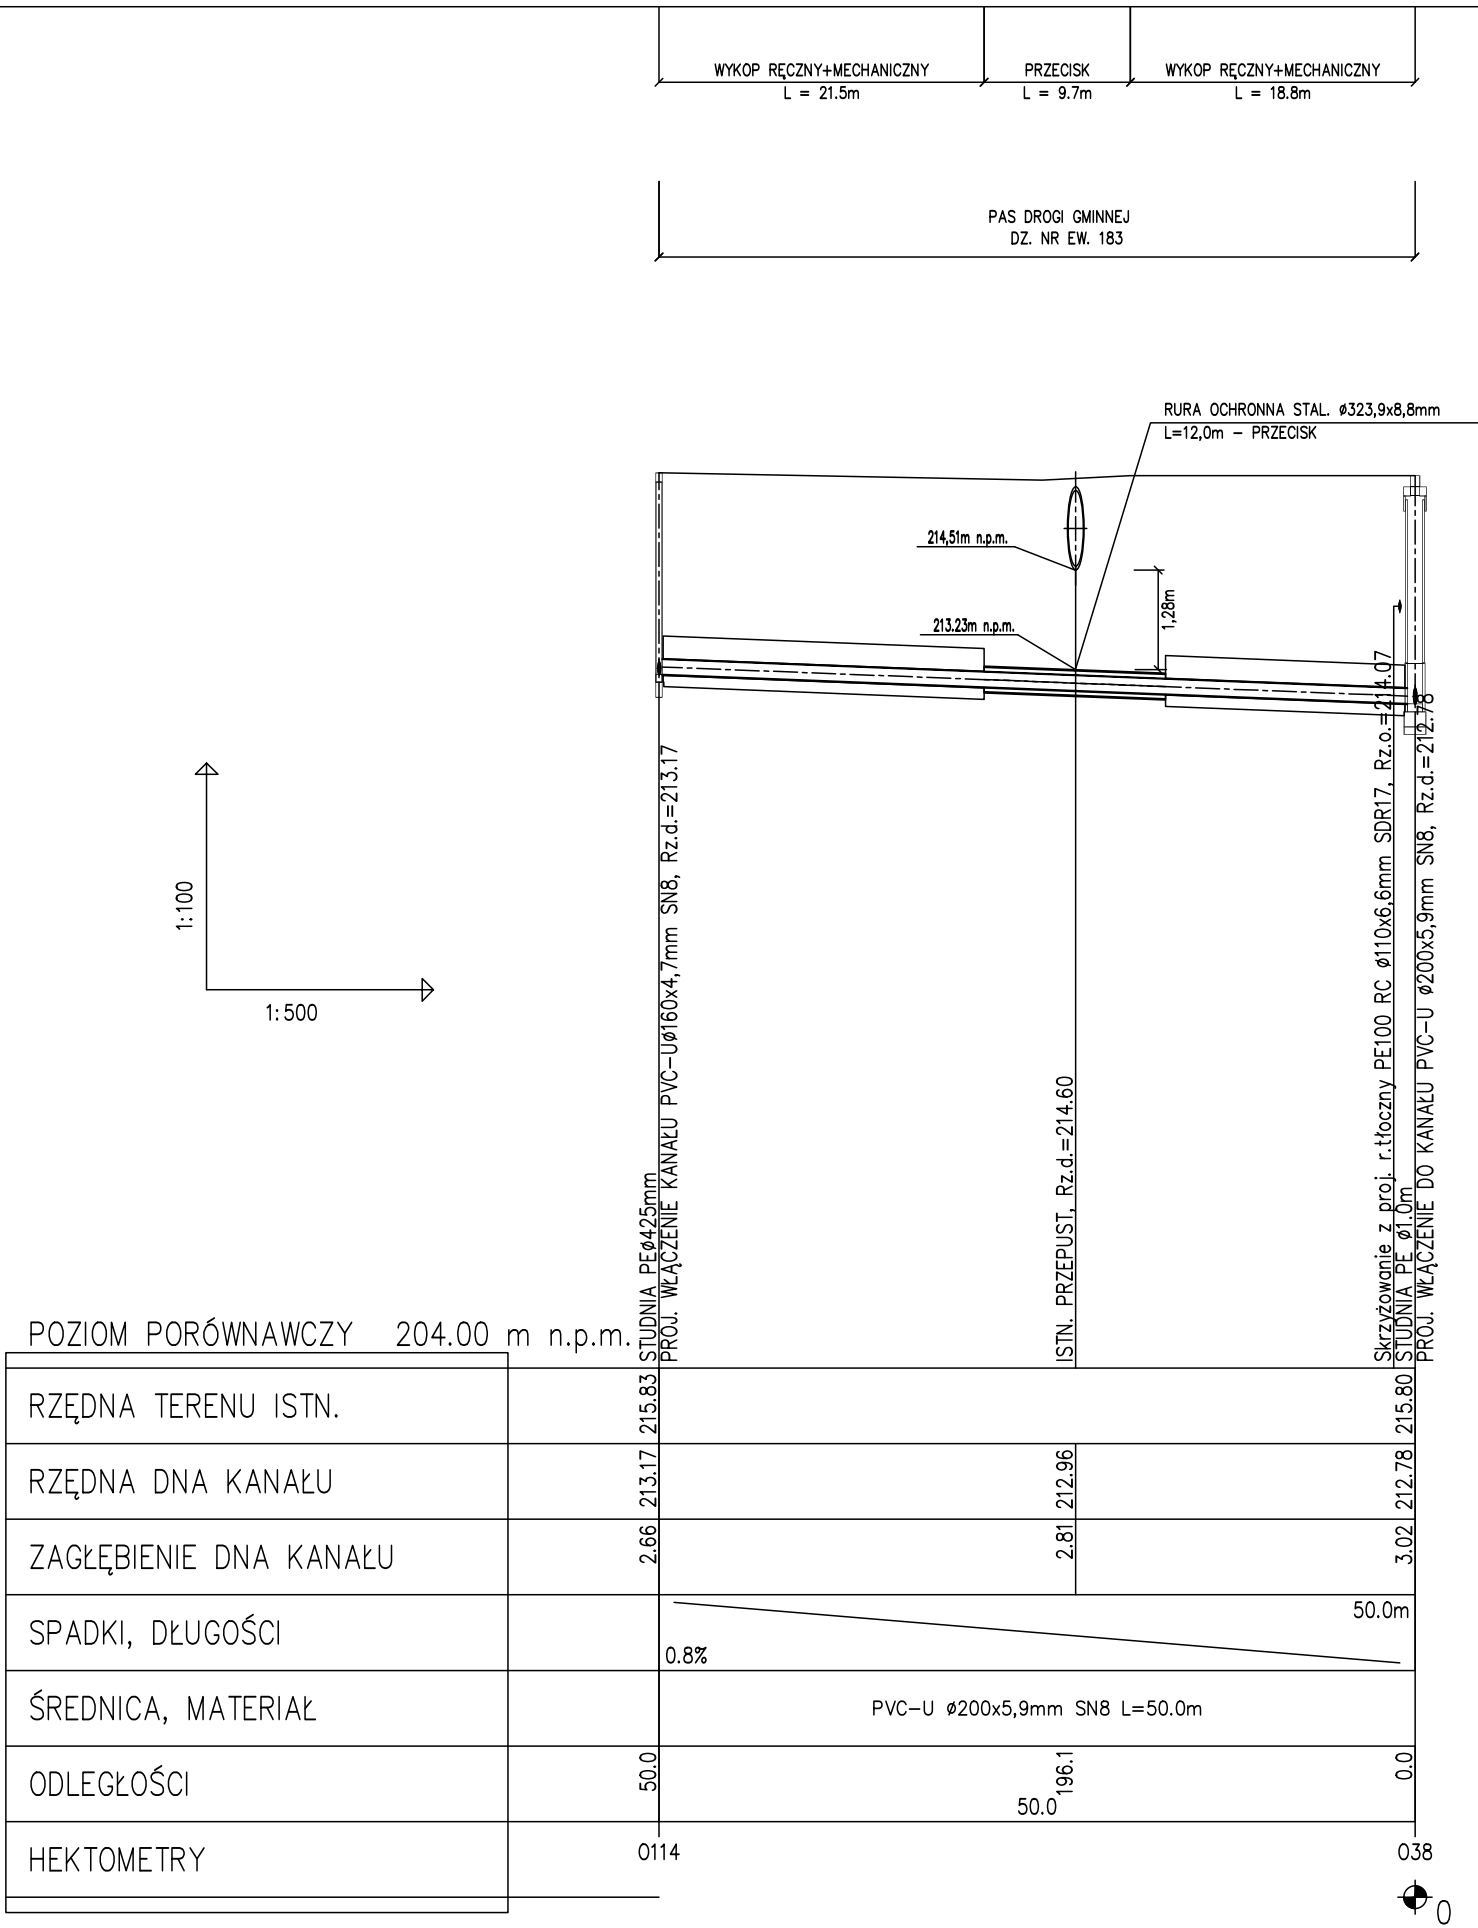 WYKOP RĘCZNY+MECHANICZNY
L = 21.5m
PRZECISK
L = 9.7m
WYKOP RĘCZNY+MECHANICZNY
L = 18.8m
PAS DROGI GMINNEJ
DZ. NR EW. 183
RURA OCHRONNA STAL. ø323,9x8,8mm
L=12,0m – PRZECISK
214,51m n.p.m.
1,28m
213.23m n.p.m.
1:100
1:500
STUDNIA PEø425mm
PROJ. WŁĄCZENIE KANAŁU PVC–Uø160x4,7mm SN8, Rz.d.=213.17
ISTN. PRZEPUST, Rz.d.=214.60
Skrzyżowanie z proj. r.tłoczny PE100 RC ø110x6,6mm SDR17, Rz.o.=214.07
STUDNIA PE ø1.0m
PROJ. WŁĄCZENIE DO KANAŁU PVC–U ø200x5,9mm SN8, Rz.d.=212.78
POZIOM PORÓWNAWCZY 204.00 m n.p.m.
RZĘDNA TERENU ISTN. 215.83 215.80
RZĘDNA DNA KANAŁU 213.17 212.96 212.78
ZAGŁĘBIENIE DNA KANAŁU 2.66 2.81 3.02
SPADKI, DŁUGOŚCI 0.8% 50.0m
ŚREDNICA, MATERIAŁ PVC–U ø200x5,9mm SN8 L=50.0m
ODLEGŁOŚCI 50.0 50.0 196.1 0.0
HEKTOMETRY O114 O38
0